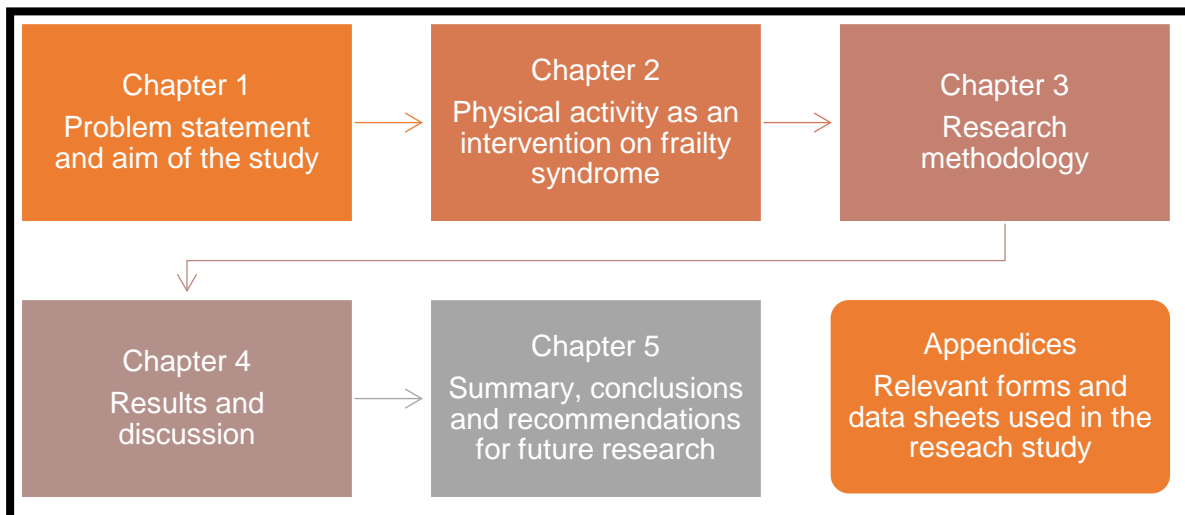 Chapter 1
Problem statement
and aim of the study
Chapter 2
Physical activity as an
intervention on frailty
syndrome
Chapter 3
Research
methodology
Chapter 4
Results and
discussion
Chapter 5
Summary, conclusions
and recommendations
for future research
Appendices
Relevant forms and
data sheets used in the
reseach study